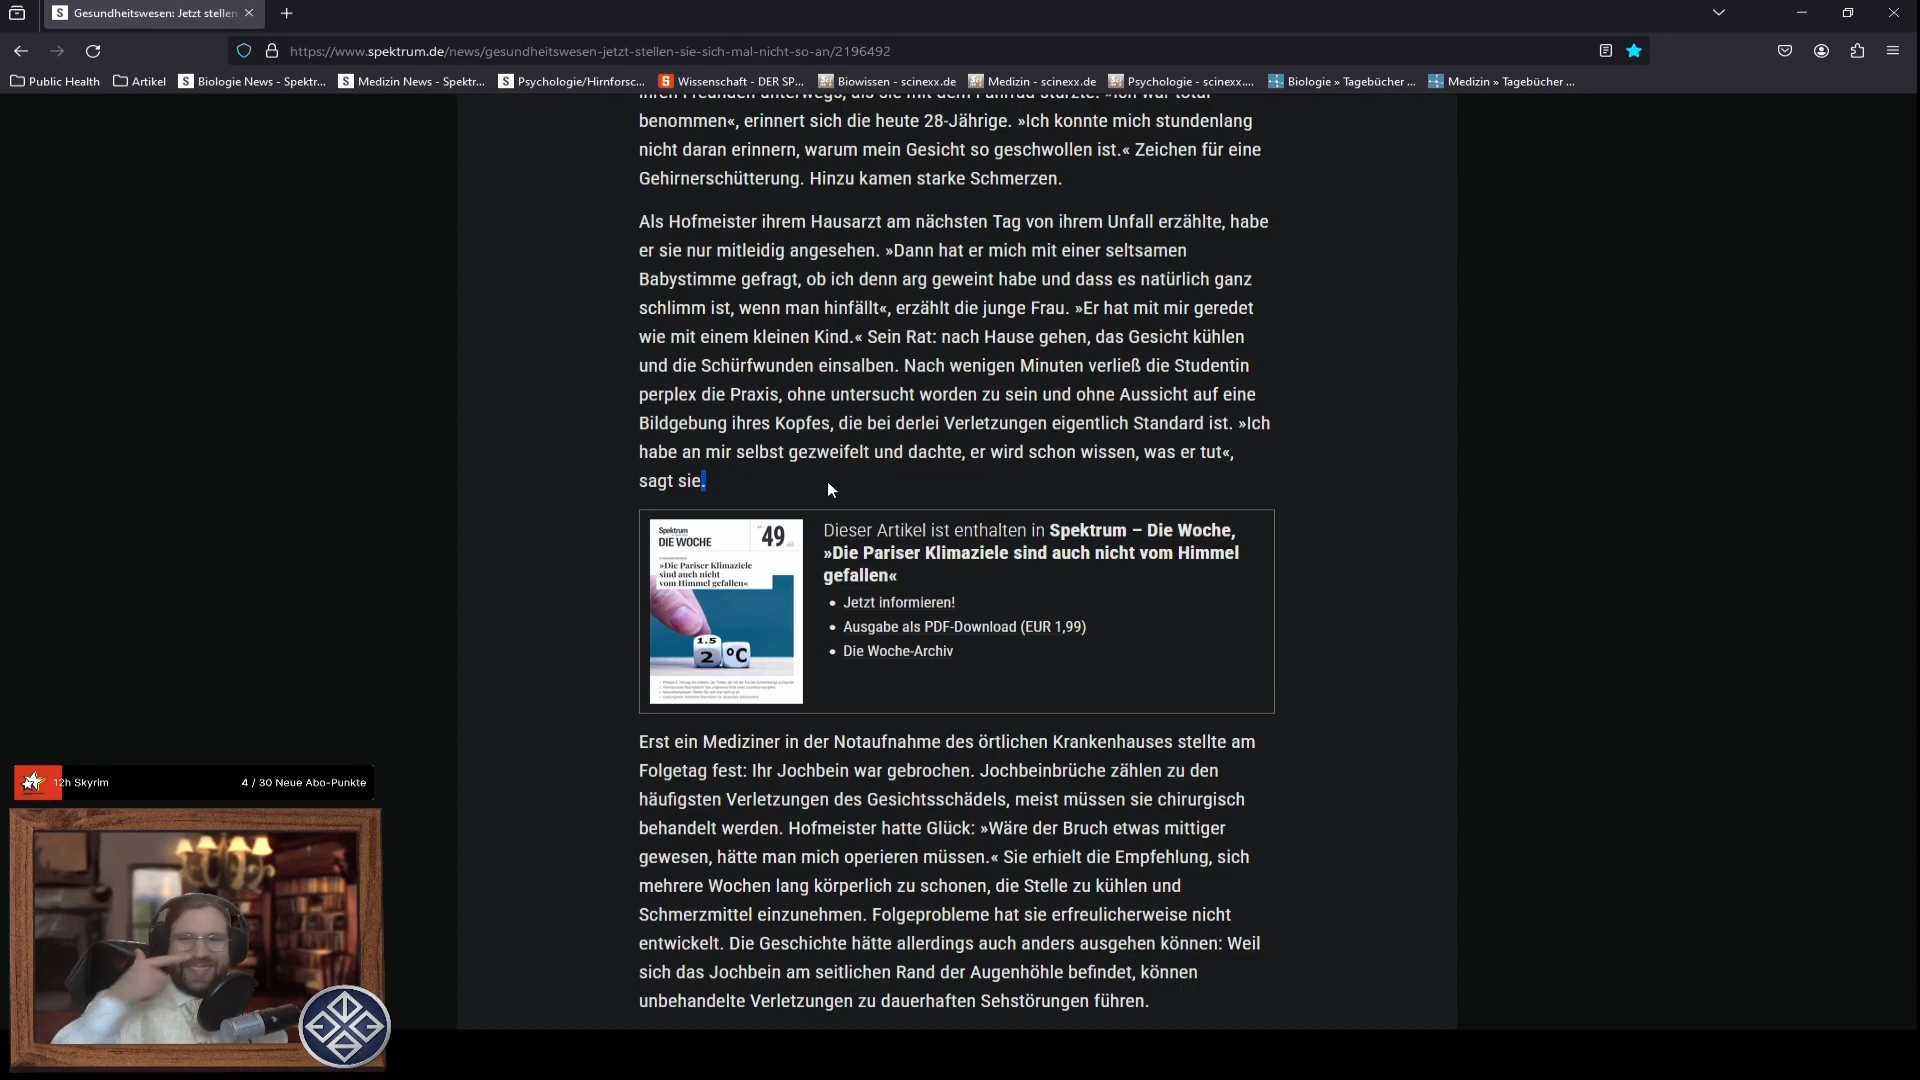 Gesundheitswesen: Jetzt stellen
https://www.spektrum.de/news/gesundheitswesen-jetzt-stellen-sie-sich-mal-nicht-so-an/2196492
Public Health
Artikel
Biologie News - Spektr...
Medizin News - Spektr...
Psychologie/Hirnforsc...
Wissenschaft - DER SP...
Biowissen - scinexx.de
Medizin - scinexx.de
Psychologie - scinexx....
Biologie » Tagebücher ...
Medizin » Tagebücher ...
ihren Freunden unterwegs, als sie mit dem Fahrrad stürzte. »Ich war total
benommen«, erinnert sich die heute 28-Jährige. »Ich konnte mich stundenlang
nicht daran erinnern, warum mein Gesicht so geschwollen ist.« Zeichen für eine
Gehirnerschütterung. Hinzu kamen starke Schmerzen.
Als Hofmeister ihrem Hausarzt am nächsten Tag von ihrem Unfall erzählte, habe
er sie nur mitleidig angesehen. »Dann hat er mich mit einer seltsamen
Babystimme gefragt, ob ich denn arg geweint habe und dass es natürlich ganz
schlimm ist, wenn man hinfällt«, erzählt die junge Frau. »Er hat mit mir geredet
wie mit einem kleinen Kind.« Sein Rat: nach Hause gehen, das Gesicht kühlen
und die Schürfwunden einsalben. Nach wenigen Minuten verließ die Studentin
perplex die Praxis, ohne untersucht worden zu sein und ohne Aussicht auf eine
Bildgebung ihres Kopfes, die bei derlei Verletzungen eigentlich Standard ist. »Ich
habe an mir selbst gezweifelt und dachte, er wird schon wissen, was er tut«,
sagt sie.
Spektrum
DIE WOCHE
49
»Die Pariser Klimaziele
sind auch nicht
vom Himmel gefallen«
1.5
2 °C
Dieser Artikel ist enthalten in Spektrum – Die Woche,
»Die Pariser Klimaziele sind auch nicht vom Himmel
gefallen«
Jetzt informieren!
Ausgabe als PDF-Download (EUR 1,99)
Die Woche-Archiv
Erst ein Mediziner in der Notaufnahme des örtlichen Krankenhauses stellte am
Folgetag fest: Ihr Jochbein war gebrochen. Jochbeinbrüche zählen zu den
häufigsten Verletzungen des Gesichtsschädels, meist müssen sie chirurgisch
behandelt werden. Hofmeister hatte Glück: »Wäre der Bruch etwas mittiger
gewesen, hätte man mich operieren müssen.« Sie erhielt die Empfehlung, sich
mehrere Wochen lang körperlich zu schonen, die Stelle zu kühlen und
Schmerzmittel einzunehmen. Folgeprobleme hat sie erfreulicherweise nicht
entwickelt. Die Geschichte hätte allerdings auch anders ausgehen können: Weil
sich das Jochbein am seitlichen Rand der Augenhöhle befindet, können
unbehandelte Verletzungen zu dauerhaften Sehstörungen führen.
12h Skyrim
4 / 30 Neue Abo-Punkte